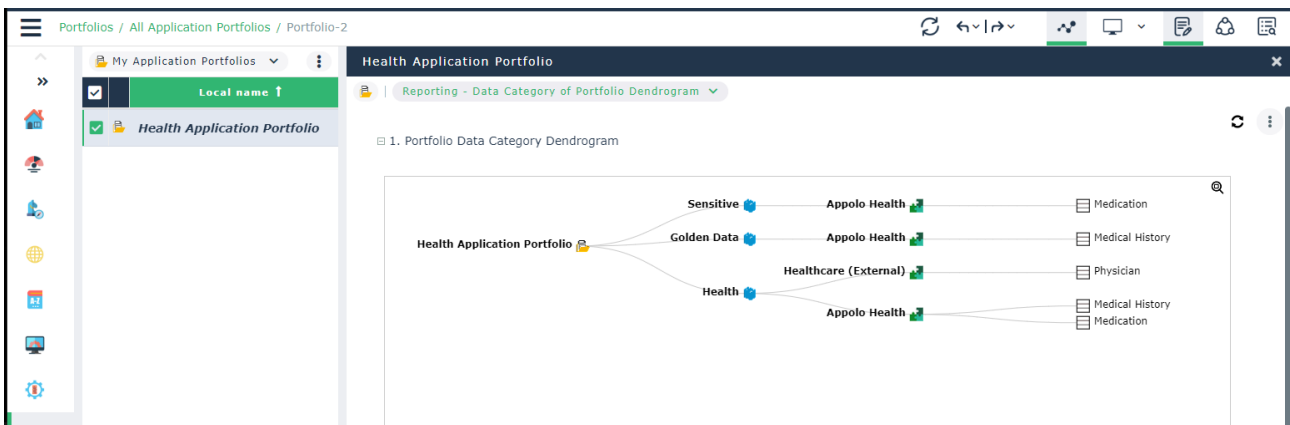 Portfolios / All Application Portfolios / Portfolio-2
My Application Portfolios
Local name
Health Application Portfolio
Health Application Portfolio
Reporting - Data Category of Portfolio Dendrogram
1. Portfolio Data Category Dendrogram
Sensitive
Appolo Health
Medication
Health Application Portfolio
Golden Data
Appolo Health
Medical History
Healthcare (External)
Physician
Health
Appolo Health
Medical History
Medication